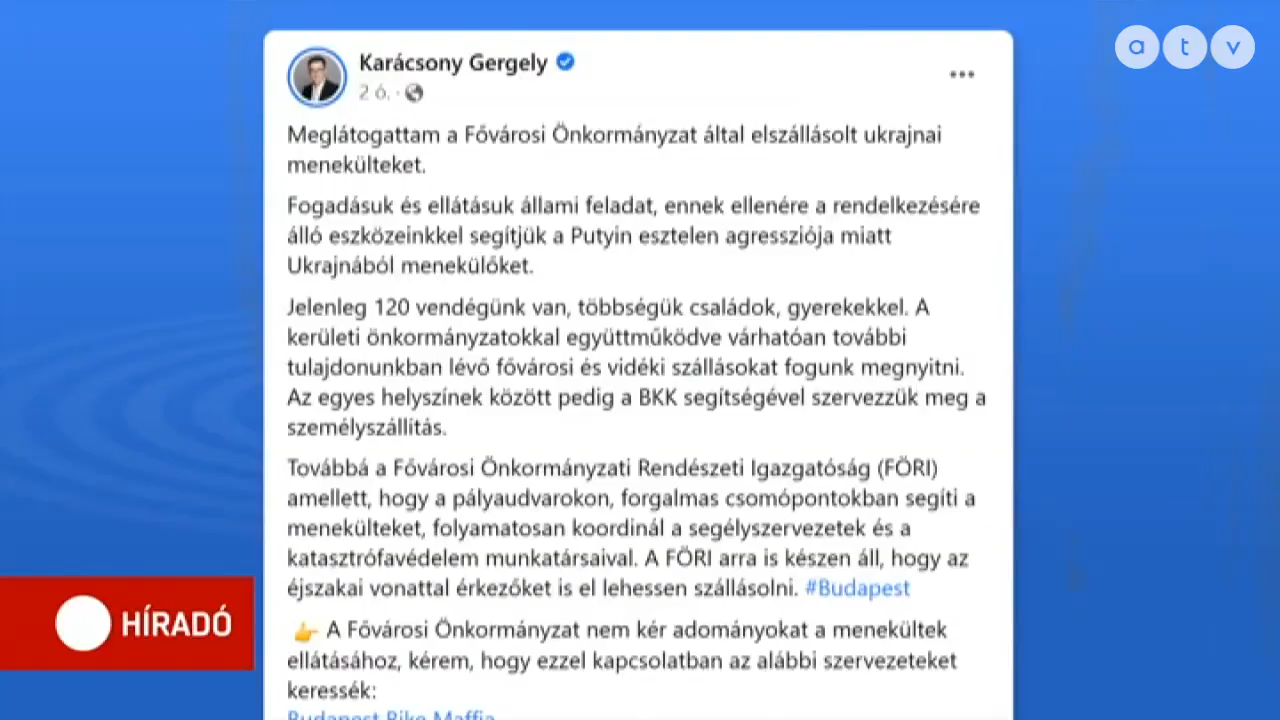 a t v
Karácsony Gergely
2 ó. ·
Meglátogattam a Fővárosi Önkormányzat által elszállásolt ukrajnai
menekülteket.
Fogadásuk és ellátásuk állami feladat, ennek ellenére a rendelkezésére
álló eszközeinkkel segítjük a Putyin esztelen agressziója miatt
Ukrajnából menekülőket.
Jelenleg 120 vendégünk van, többségük családok, gyerekekkel. A
kerületi önkormányzatokkal együttműködve várhatóan további
tulajdonunkban lévő fővárosi és vidéki szállásokat fogunk megnyitni.
Az egyes helyszínek között pedig a BKK segítségével szervezzük meg a
személyszállítás.
Továbbá a Fővárosi Önkormányzati Rendészeti Igazgatóság (FÖRI)
amellett, hogy a pályaudvarokon, forgalmas csomópontokban segíti a
menekülteket, folyamatosan koordinál a segélyszervezetek és a
katasztrófavédelem munkatársaival. A FÖRI arra is készen áll, hogy az
éjszakai vonattal érkezőket is el lehessen szállásolni. #Budapest
👉 A Fővárosi Önkormányzat nem kér adományokat a menekültek
ellátásához, kérem, hogy ezzel kapcsolatban az alábbi szervezeteket
keressék:
Budapest Bike Maffia
HÍRADÓ